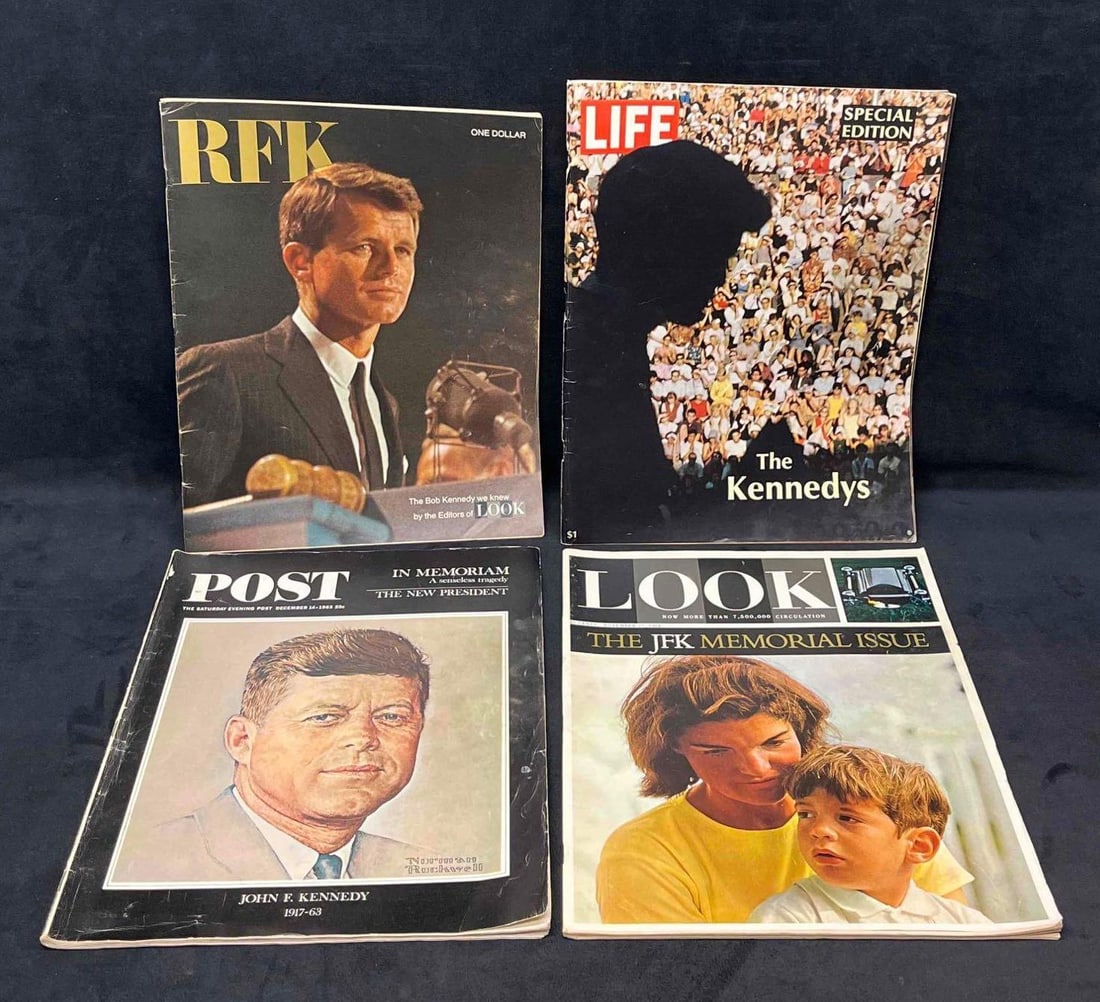 RFK
ONE DOLLAR
The Bob Kennedy we knew
by the Editors of LOOK
LIFE
SPECIAL
EDITION
The
Kennedys
$1
POST
THE SATURDAY EVENING POST DECEMBER 14·1963 25c
IN MEMORIAM
A senseless tragedy
THE NEW PRESIDENT
Norman
Rockwell
JOHN F. KENNEDY
1917-63
LOOK
NOW MORE THAN 7,500,000 CIRCULATION
THE JFK MEMORIAL ISSUE